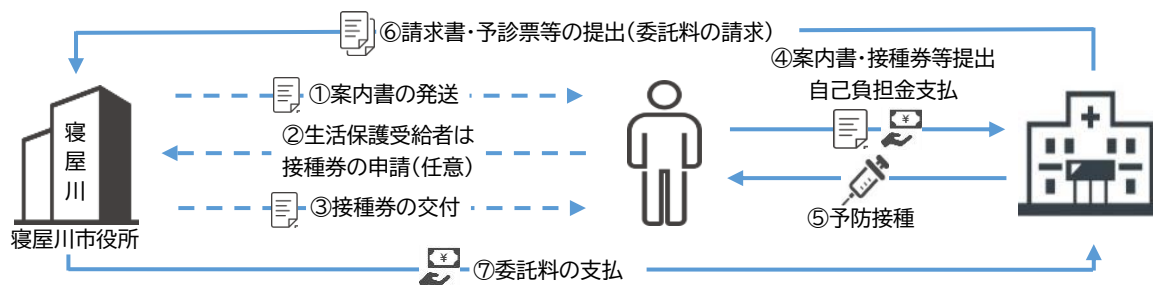 ⑥請求書・予診票等の提出(委託料の請求)
④案内書・接種券等提出
自己負担金支払
①案内書の発送
寝屋川
②生活保護受給者は
接種券の申請(任意)
③接種券の交付
⑤予防接種
寝屋川市役所
⑦委託料の支払
¥
¥